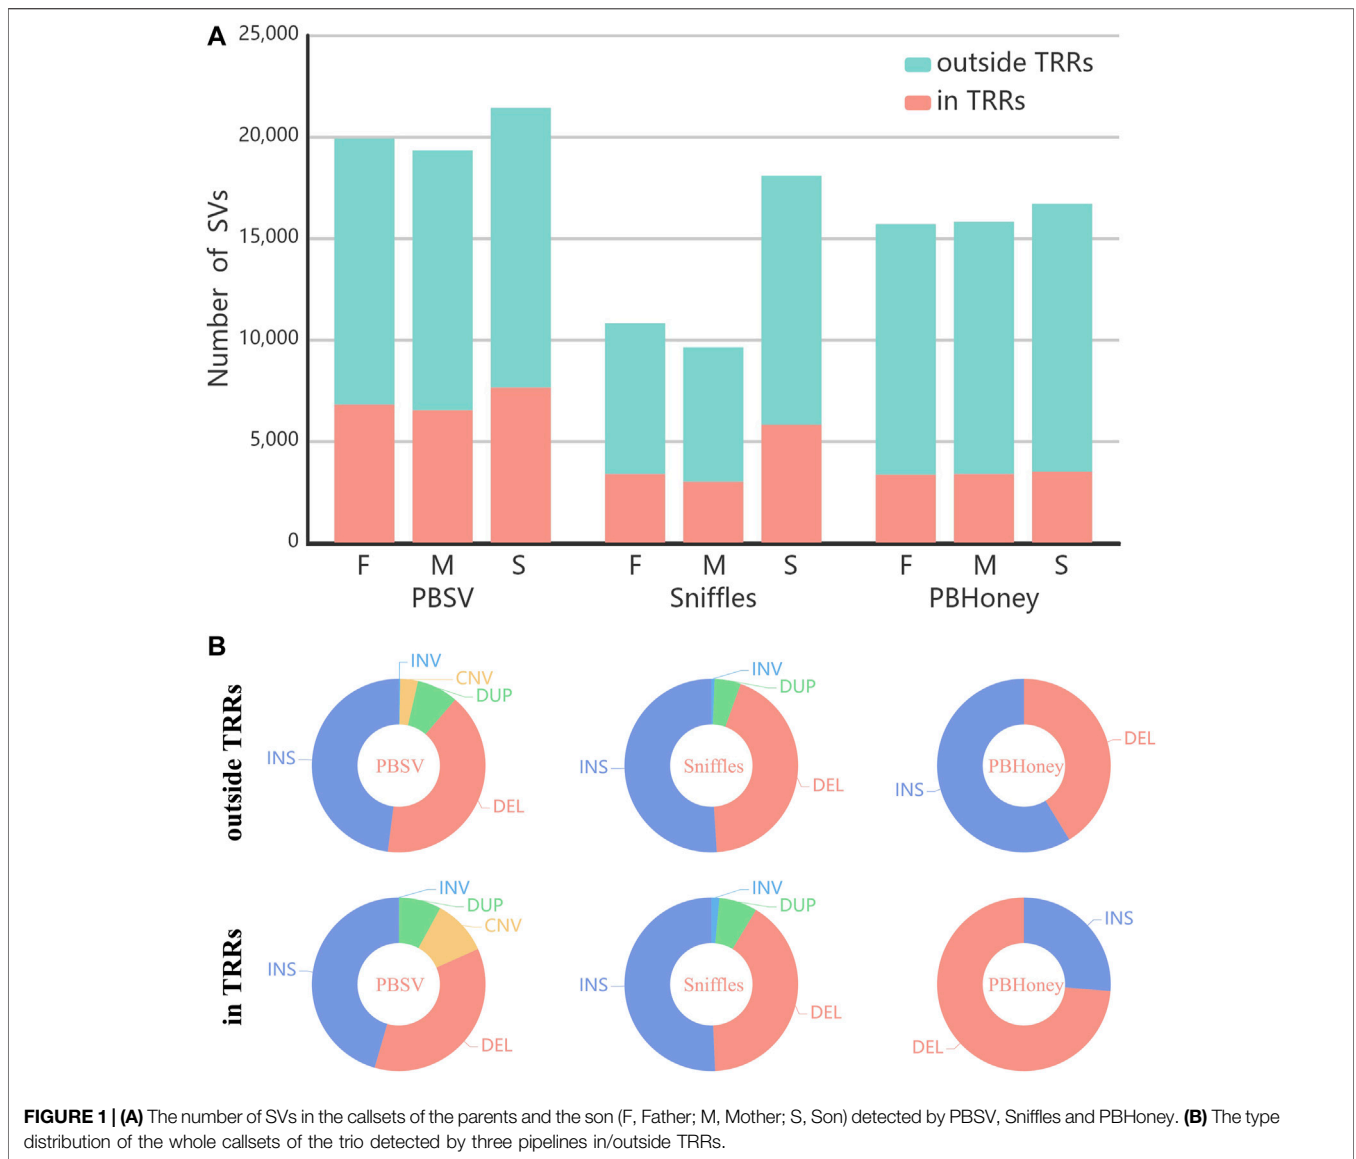 A
25,000
20,000
15,000
10,000
5,000
0
Number of SVs
outside TRRs
in TRRs
F M S F M S F M S
PBSV Sniffles PBHoney
B
outside TRRs
INV
CNV
DUP
INS
PBSV
DEL
INV
DUP
INS
Sniffles
DEL
DEL
PBHoney
INS
in TRRs
INV
DUP
CNV
INS
PBSV
DEL
INV
DUP
INS
Sniffles
DEL
INS
PBHoney
DEL
FIGURE 1 | (A) The number of SVs in the callsets of the parents and the son (F, Father; M, Mother; S, Son) detected by PBSV, Sniffles and PBHoney. (B) The type
distribution of the whole callsets of the trio detected by three pipelines in/outside TRRs.